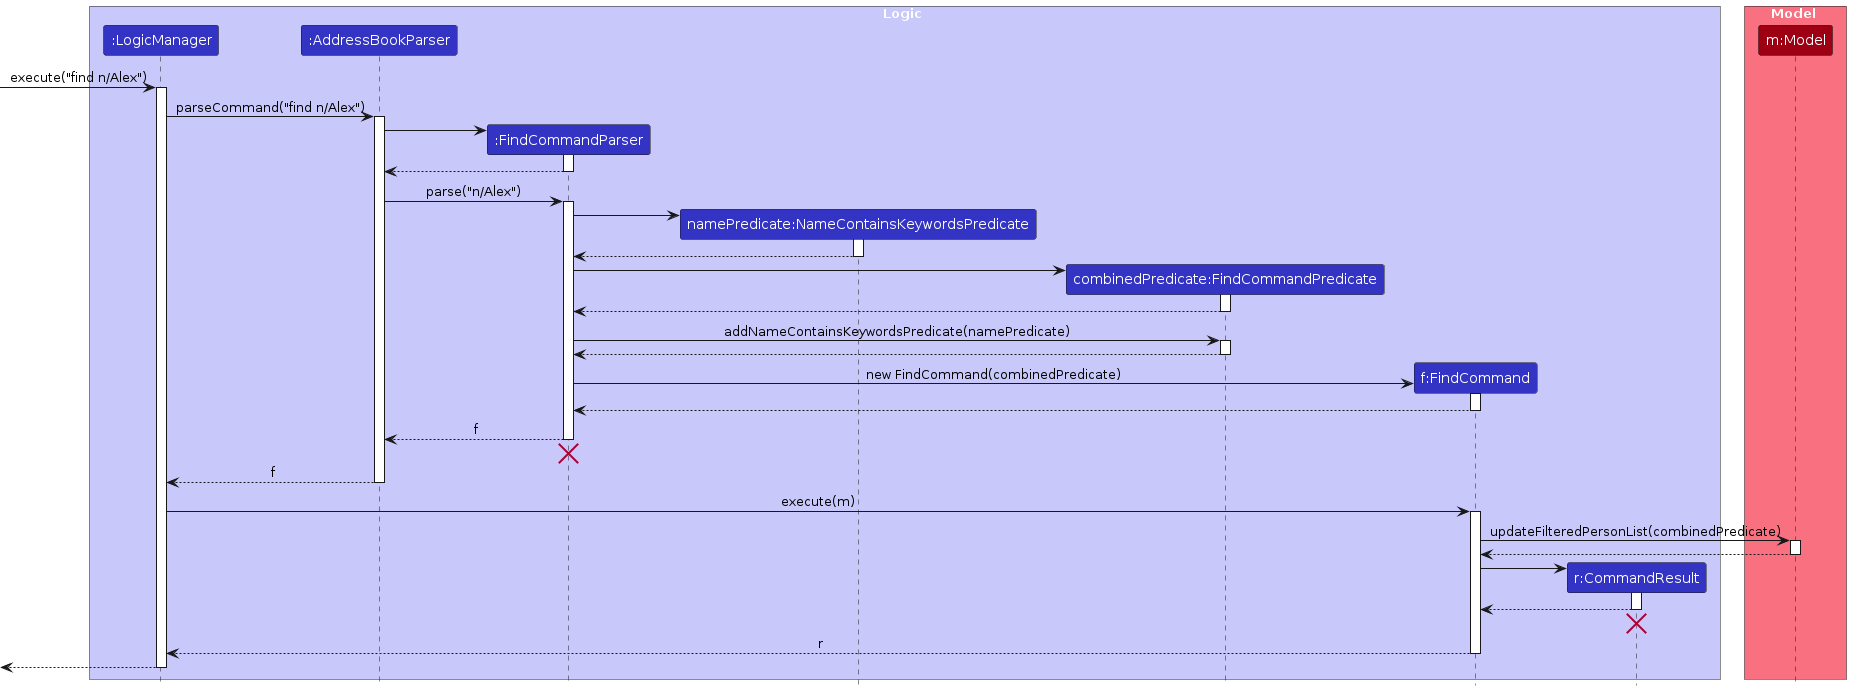 Logic
Model
:LogicManager
:AddressBookParser
m:Model
execute("find n/Alex")
parseCommand("find n/Alex")
:FindCommandParser
parse("n/Alex")
namePredicate:NameContainsKeywordsPredicate
combinedPredicate:FindCommandPredicate
addNameContainsKeywordsPredicate(namePredicate)
new FindCommand(combinedPredicate)
f:FindCommand
f
f
execute(m)
updateFilteredPersonList(combinedPredicate)
r:CommandResult
r